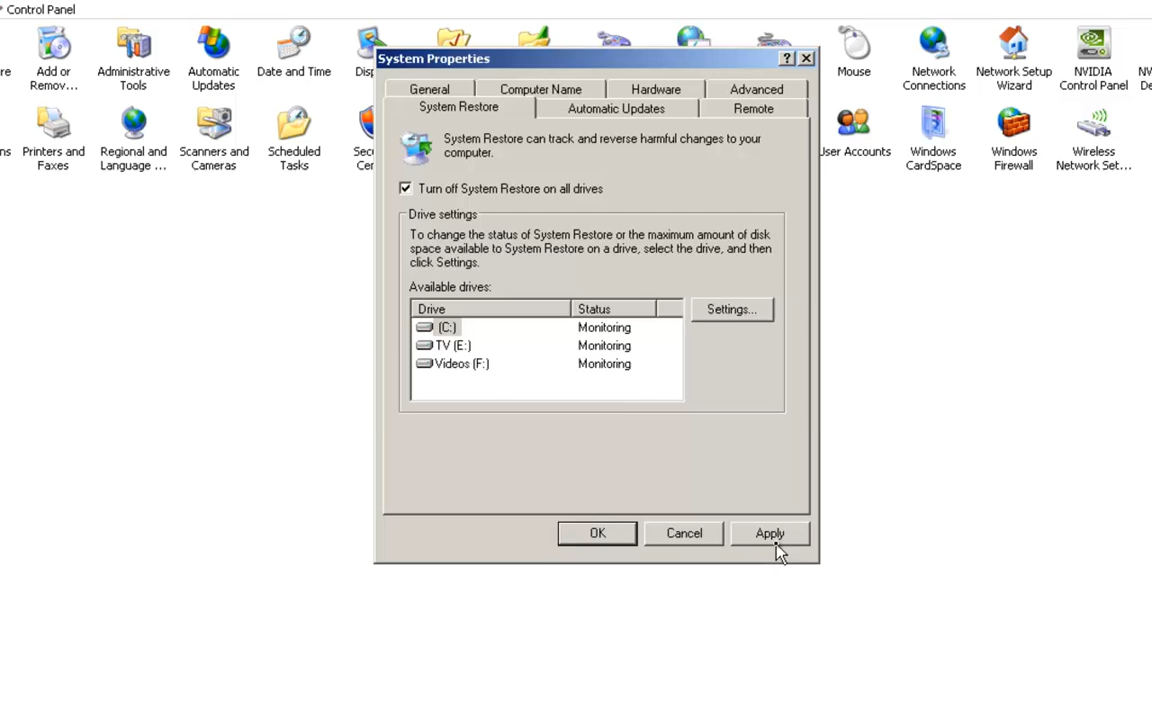 Control Panel
re
Add or
Remov...
Administrative
Tools
Automatic
Updates
Date and Time
Disp
Mouse
Network
Connections
Network Setup
Wizard
NVIDIA
Control Panel
NV
De
ns
Printers and
Faxes
Regional and
Language ...
Scanners and
Cameras
Scheduled
Tasks
Sec
Cer
User Accounts
Windows
CardSpace
Windows
Firewall
Wireless
Network Set...
System Properties
General
Computer Name
Hardware
Advanced
System Restore
Automatic Updates
Remote
System Restore can track and reverse harmful changes to your
computer.
Turn off System Restore on all drives
Drive settings
To change the status of System Restore or the maximum amount of disk
space available to System Restore on a drive, select the drive, and then
click Settings.
Available drives:
Drive Status
Settings...
(C:) Monitoring
TV (E:) Monitoring
Videos (F:) Monitoring
OK
Cancel
Apply